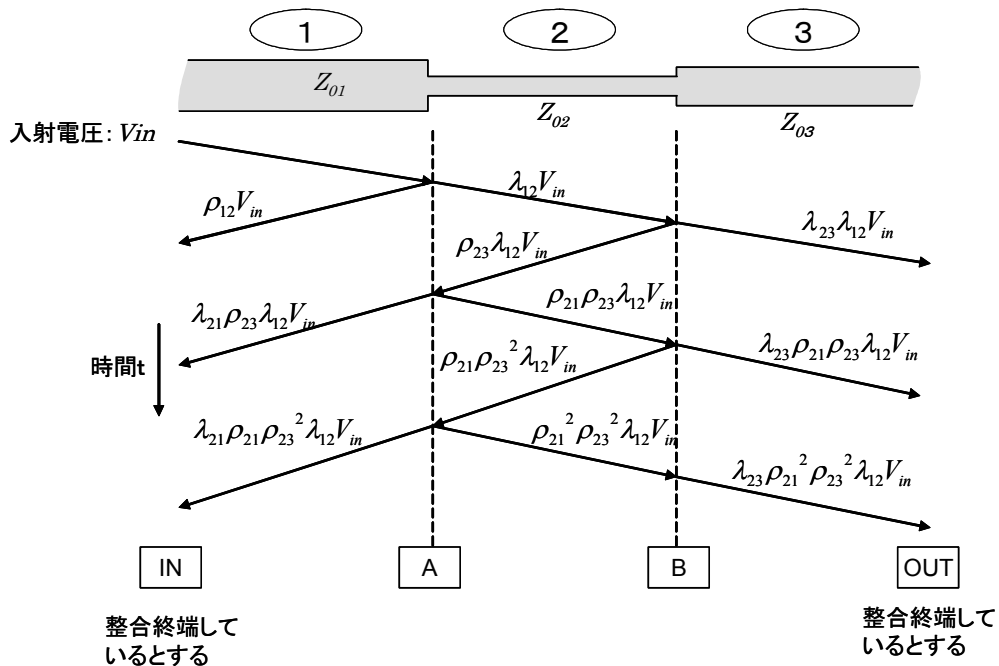 1
2
3
Z01
Z02
Z03
入射電圧: Vin
λ12Vin
ρ12Vin
λ23λ12Vin
ρ23λ12Vin
ρ21ρ23λ12Vin
λ21ρ23λ12Vin
時間t
ρ21ρ23²λ12Vin
λ23ρ21ρ23λ12Vin
λ21ρ21ρ23²λ12Vin
ρ21²ρ23²λ12Vin
λ23ρ21²ρ23²λ12Vin
IN
A
B
OUT
整合終端して
いるとする
整合終端して
いるとする